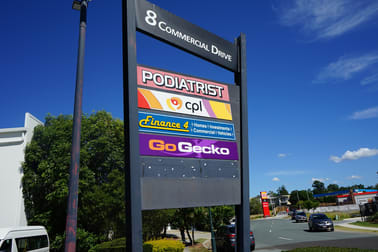 8 COMMERCIAL DRIVE
PODIATRIST
cpl
Finance 4
• Homes • Investments
• Commercial • Vehicles
GoGecko